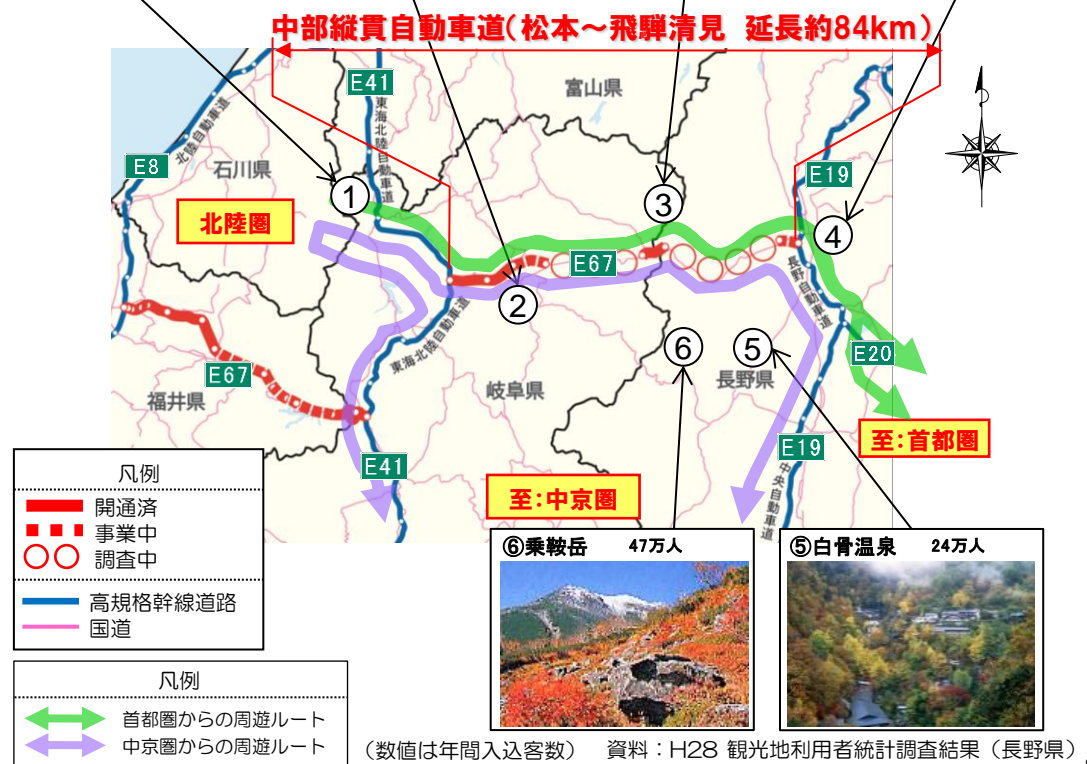 中部縦貫自動車道(松本～飛騨清見 延長約84km)
E41
富山県
東海北陸自動車道
北陸自動車道
E8
石川県
E19
①
③
北陸圏
④
E67
長野自動車道
②
東海北陸自動車道
⑥
⑤
E20
E67
福井県
岐阜県
長野県
至:首都圏
E41
E19
至:中京圏
中央自動車道
凡例
開通済
事業中
調査中
高規格幹線道路
国道
⑥乗鞍岳 47万人
⑤白骨温泉 24万人
凡例
首都圏からの周遊ルート
中京圏からの周遊ルート
(数値は年間入込客数) 資料：H28 観光地利用者統計調査結果（長野県）